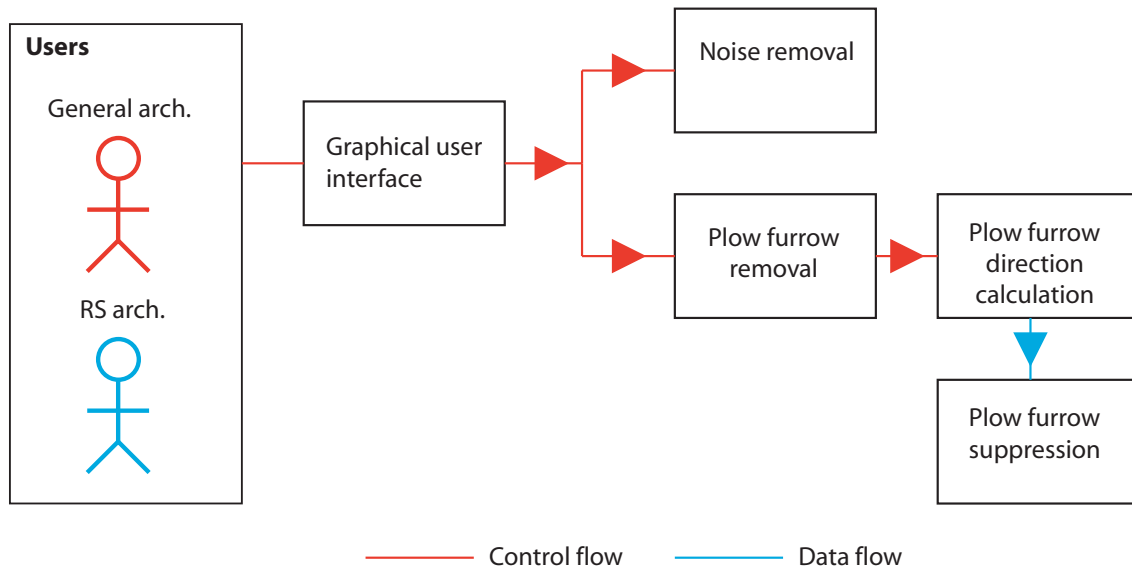 Users
General arch.
RS arch.
Graphical user
interface
Noise removal
Plow furrow
removal
Plow furrow
direction
calculation
Plow furrow
suppression
Control flow
Data flow